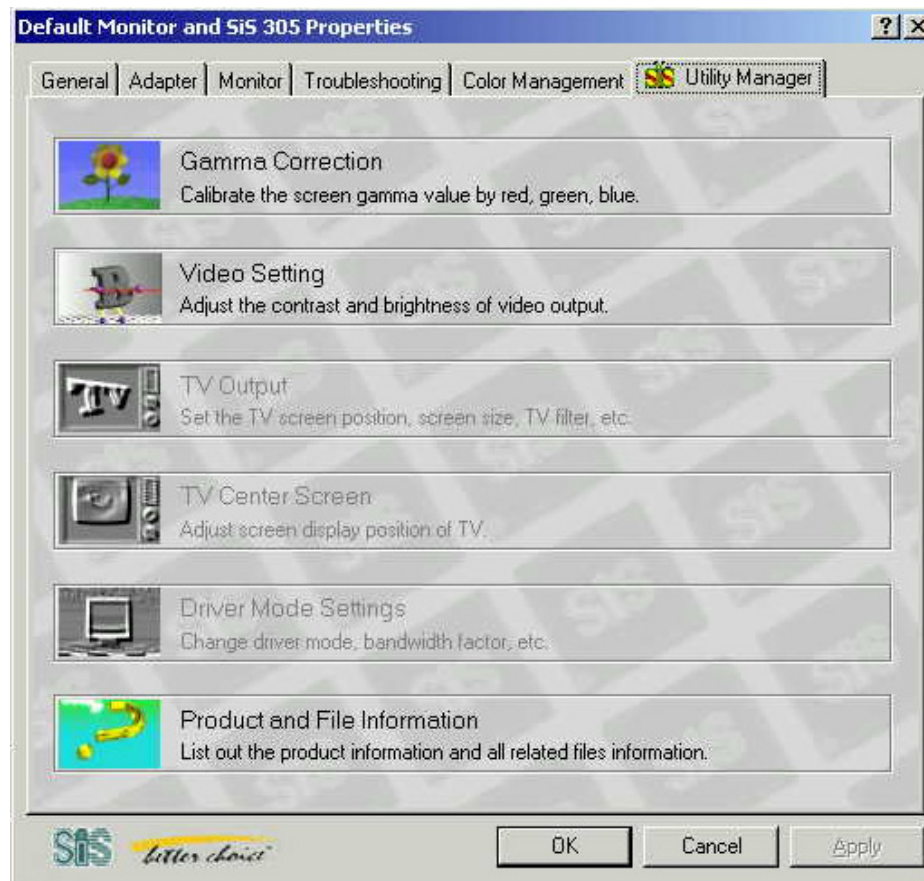 Default Monitor and SiS 305 Properties
General Adapter Monitor Troubleshooting Color Management SiS Utility Manager
Gamma Correction
Calibrate the screen gamma value by red, green, blue.
Video Setting
Adjust the contrast and brightness of video output.
TV
TV Output
Set the TV screen position, screen size, TV filter, etc.
TV Center Screen
Adjust screen display position of TV.
Driver Mode Settings
Change driver mode, bandwidth factor, etc.
Product and File Information
List out the product information and all related files information.
SiS better choice
OK Cancel Apply